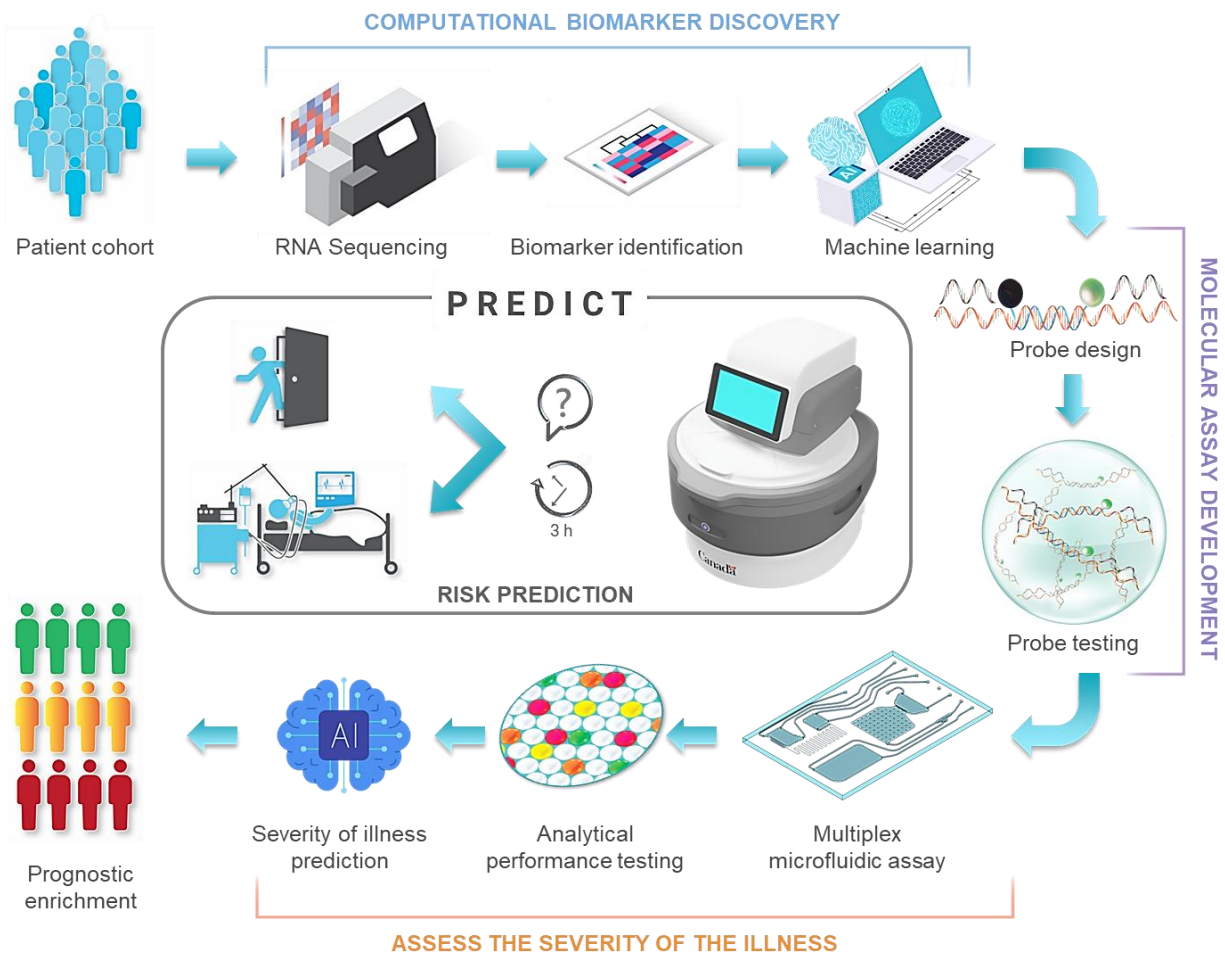 COMPUTATIONAL BIOMARKER DISCOVERY
Patient cohort
RNA Sequencing
Biomarker identification
AI
Machine learning
MOLECULAR ASSAY DEVELOPMENT
Probe design
Probe testing
PREDICT
?
3 h
Canada
RISK PREDICTION
Multiplex
microfluidic assay
Analytical
performance testing
AI
Severity of illness
prediction
Prognostic
enrichment
ASSESS THE SEVERITY OF THE ILLNESS